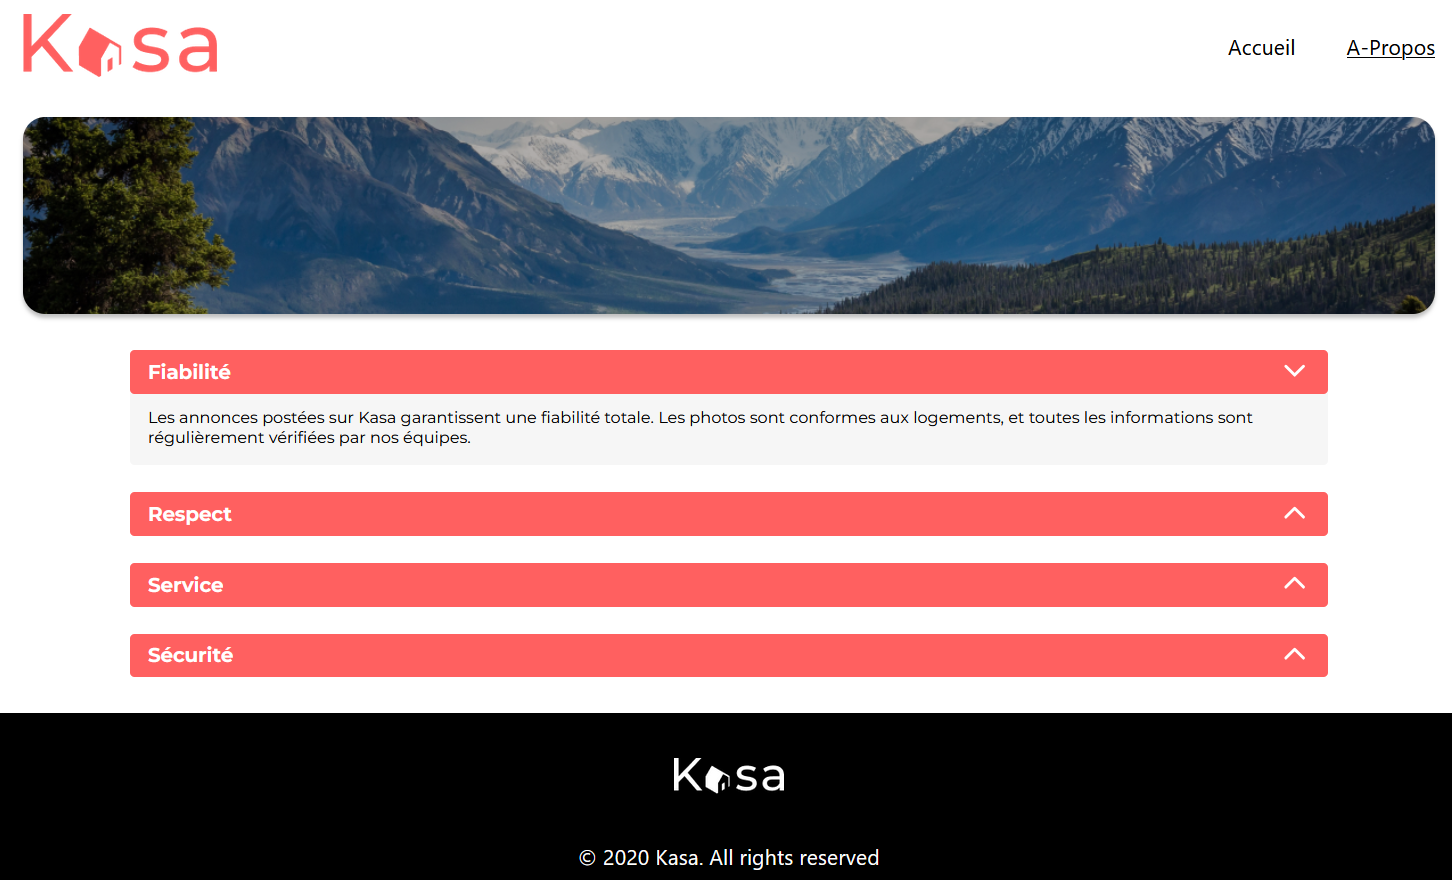 Kasa
Accueil A-Propos
Fiabilité
Les annonces postées sur Kasa garantissent une fiabilité totale. Les photos sont conformes aux logements, et toutes les informations sont
régulièrement vérifiées par nos équipes.
Respect
Service
Sécurité
Kasa
© 2020 Kasa. All rights reserved